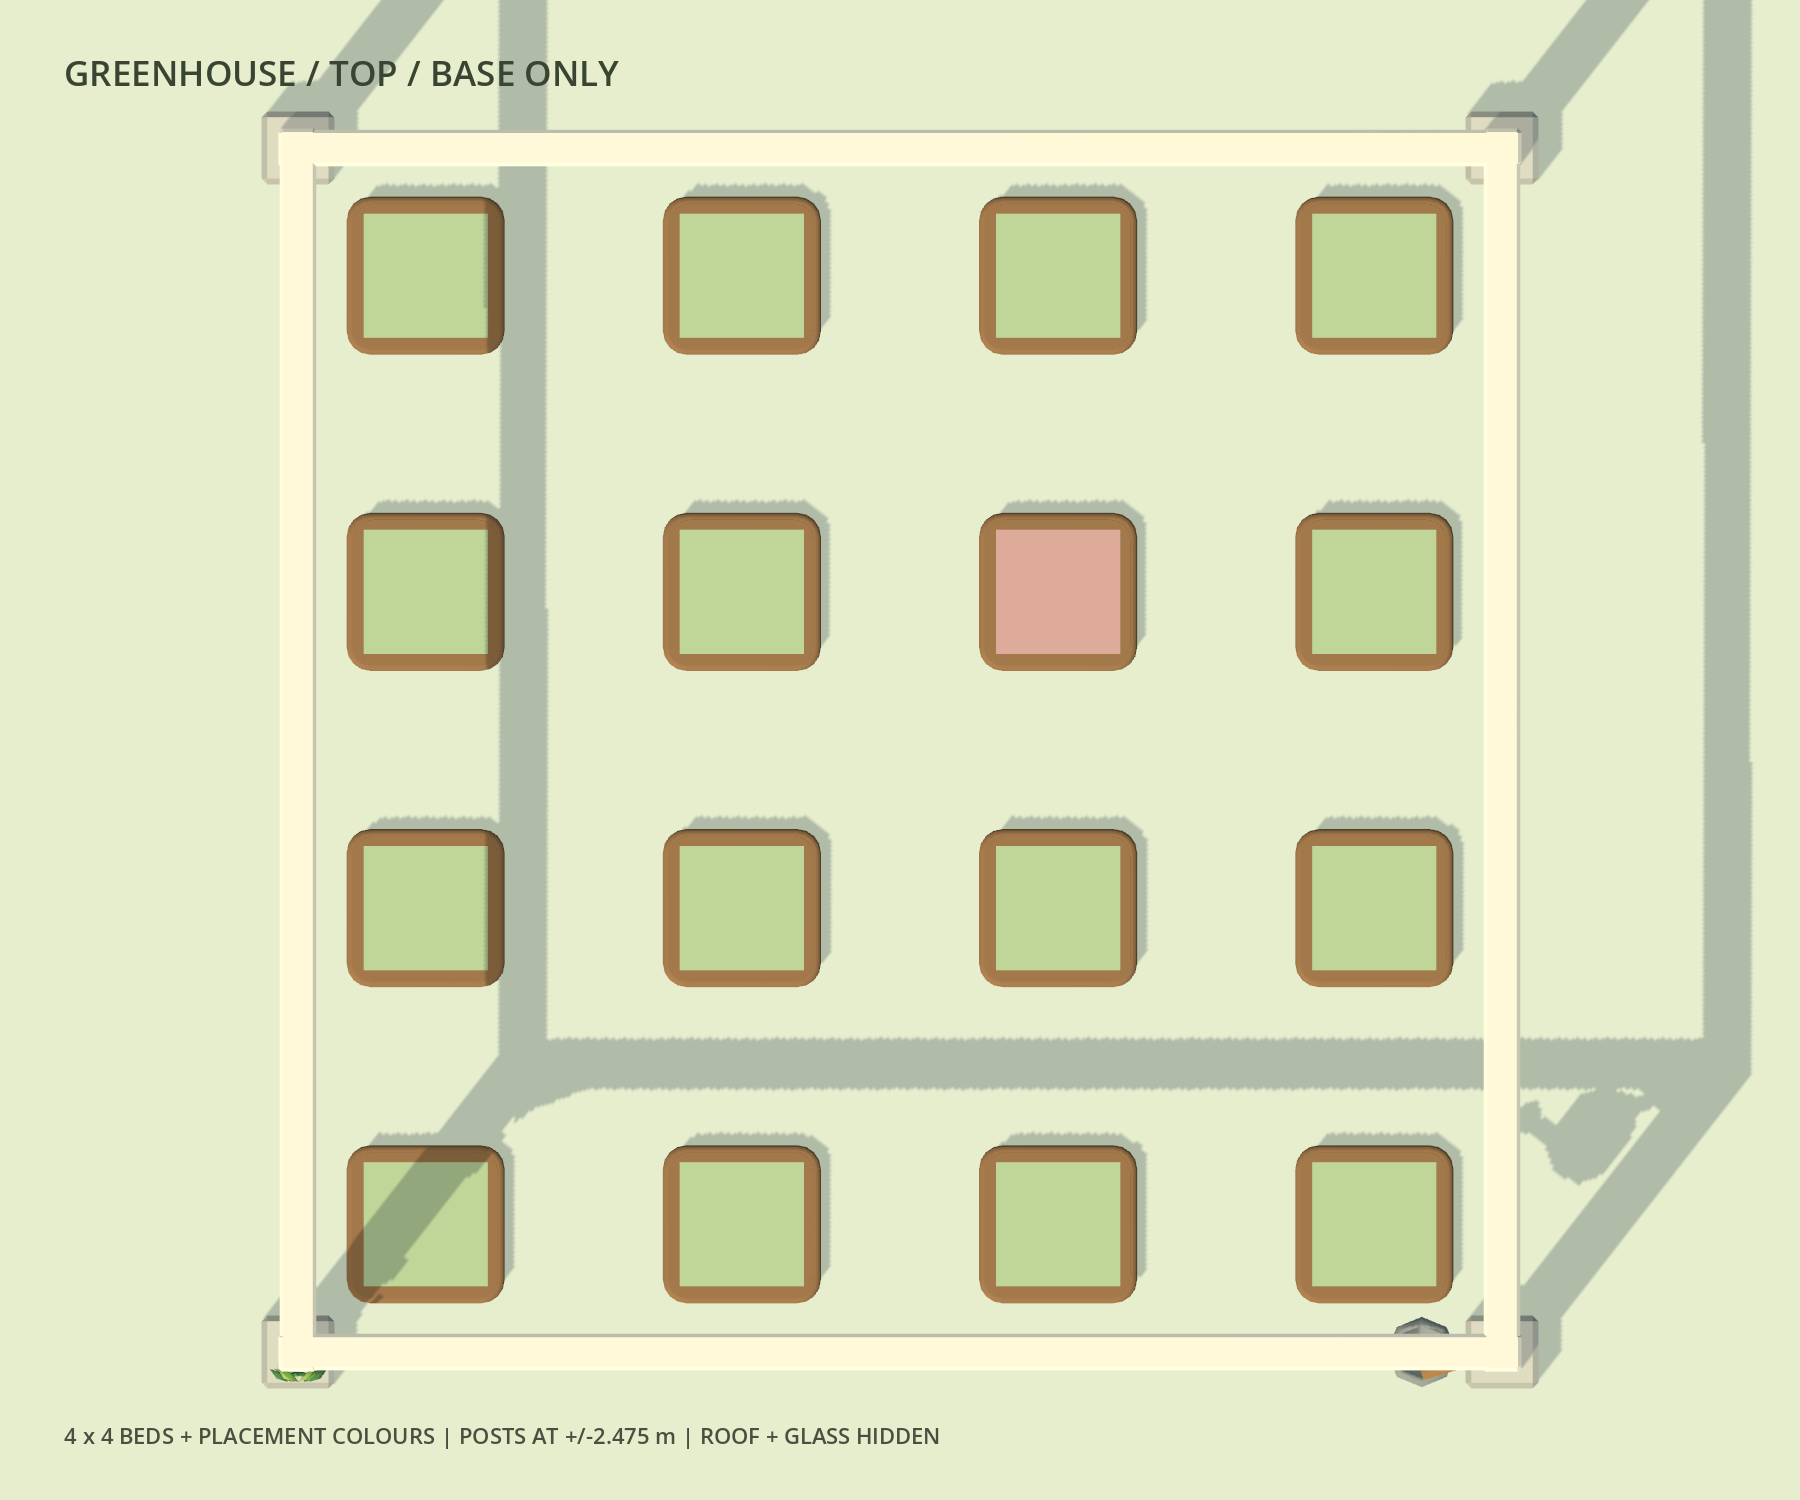 GREENHOUSE / TOP / BASE ONLY
4 x 4 BEDS + PLACEMENT COLOURS | POSTS AT +/-2.475 m | ROOF + GLASS HIDDEN